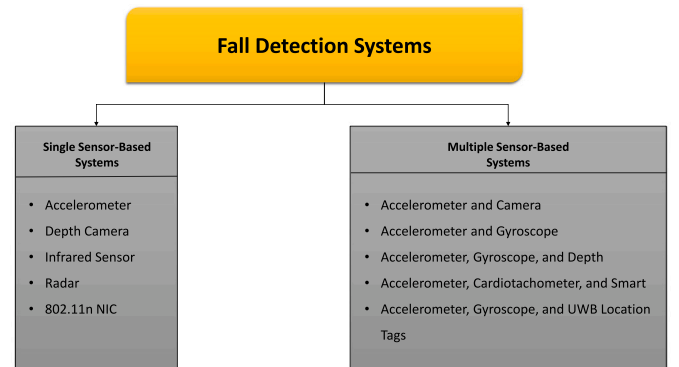 Fall Detection Systems
Single Sensor-Based
Systems
• Accelerometer
• Depth Camera
• Infrared Sensor
• Radar
• 802.11n NIC
Multiple Sensor-Based
Systems
• Accelerometer and Camera
• Accelerometer and Gyroscope
• Accelerometer, Gyroscope, and Depth
• Accelerometer, Cardiotachometer, and Smart
• Accelerometer, Gyroscope, and UWB Location
Tags